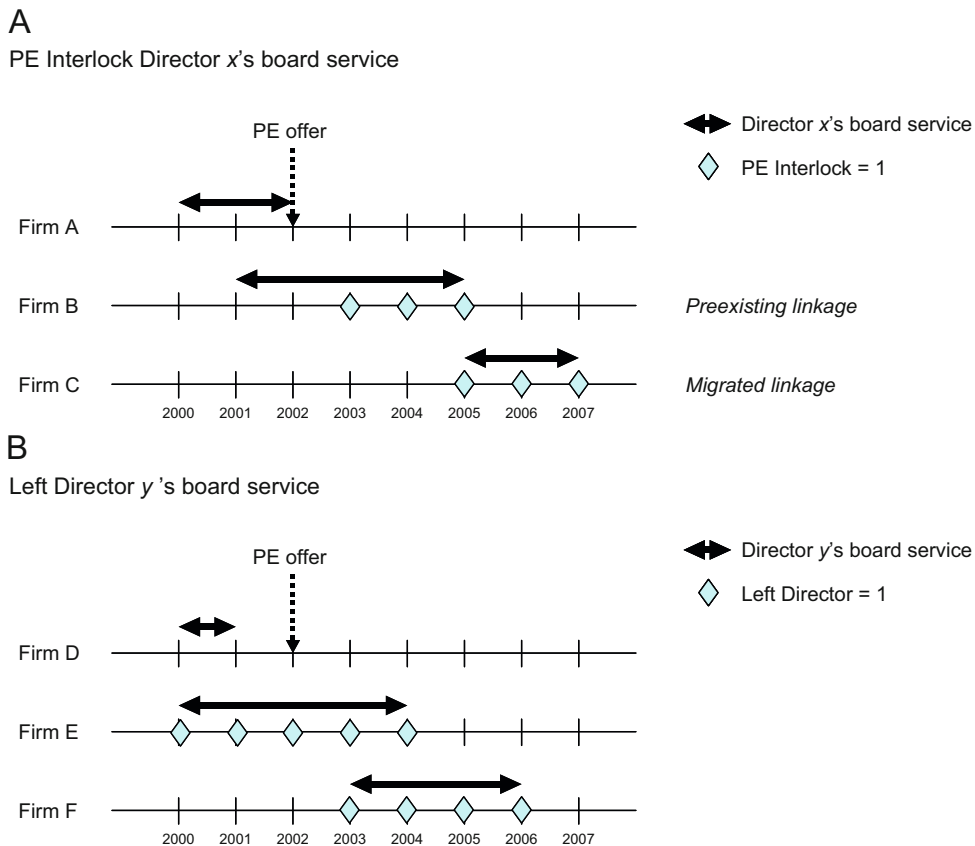 A
PE Interlock Director x's board service
PE offer
Director x's board service
PE Interlock = 1
Firm A
Firm B
Preexisting linkage
Firm C
Migrated linkage
2000 2001 2002 2003 2004 2005 2006 2007
B
Left Director y 's board service
PE offer
Director y's board service
Left Director = 1
Firm D
Firm E
Firm F
2000 2001 2002 2003 2004 2005 2006 2007